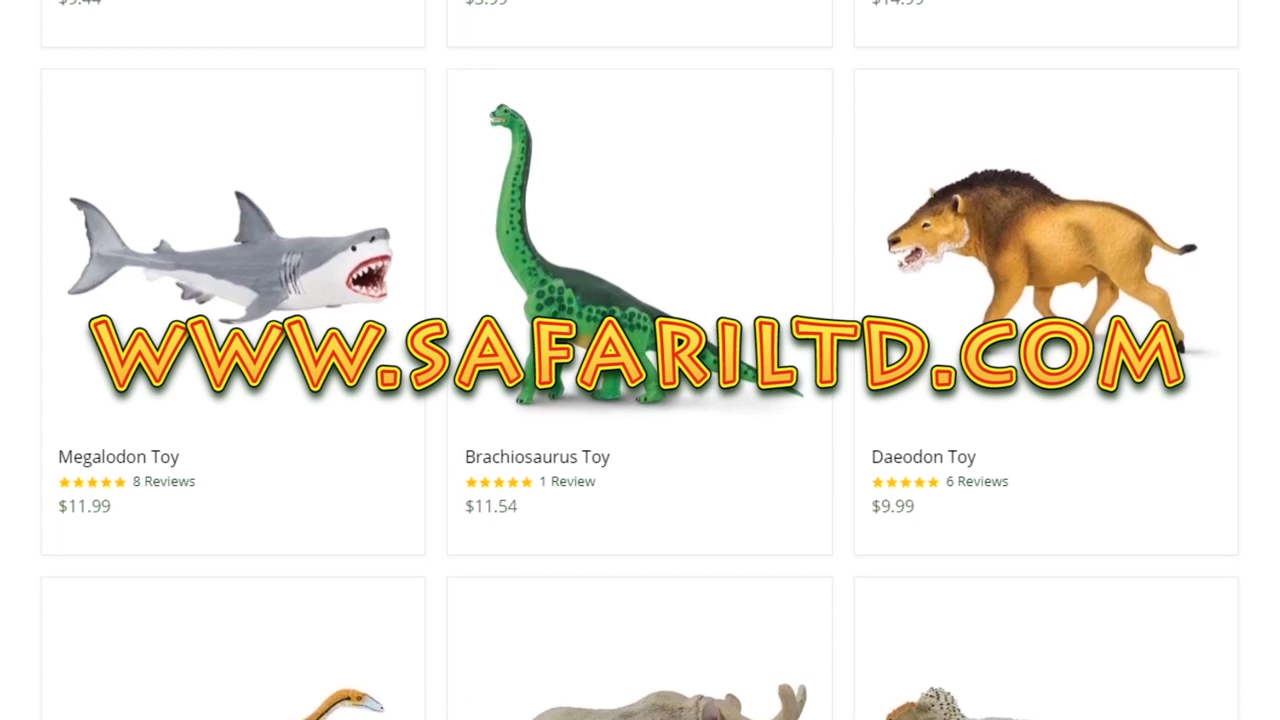 WWW.SAFARILTD.COM
Megalodon Toy
8 Reviews
$11.99
Brachiosaurus Toy
1 Review
$11.54
Daeodon Toy
6 Reviews
$9.99